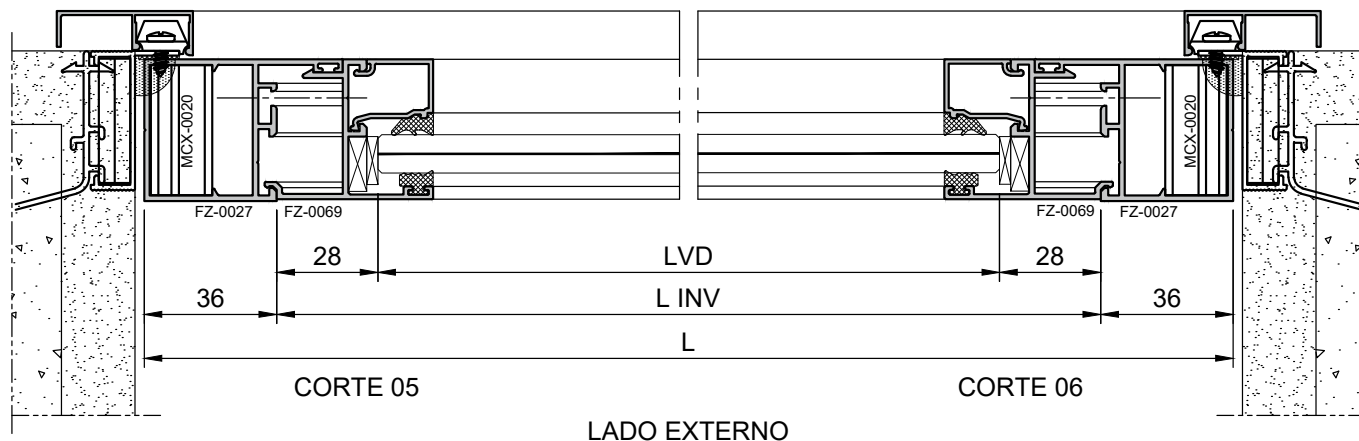 MCX-0020
MCX-0020
FZ-0027 FZ-0069
FZ-0069 FZ-0027
28 LVD 28
36 L INV 36
L
CORTE 05 CORTE 06
LADO EXTERNO